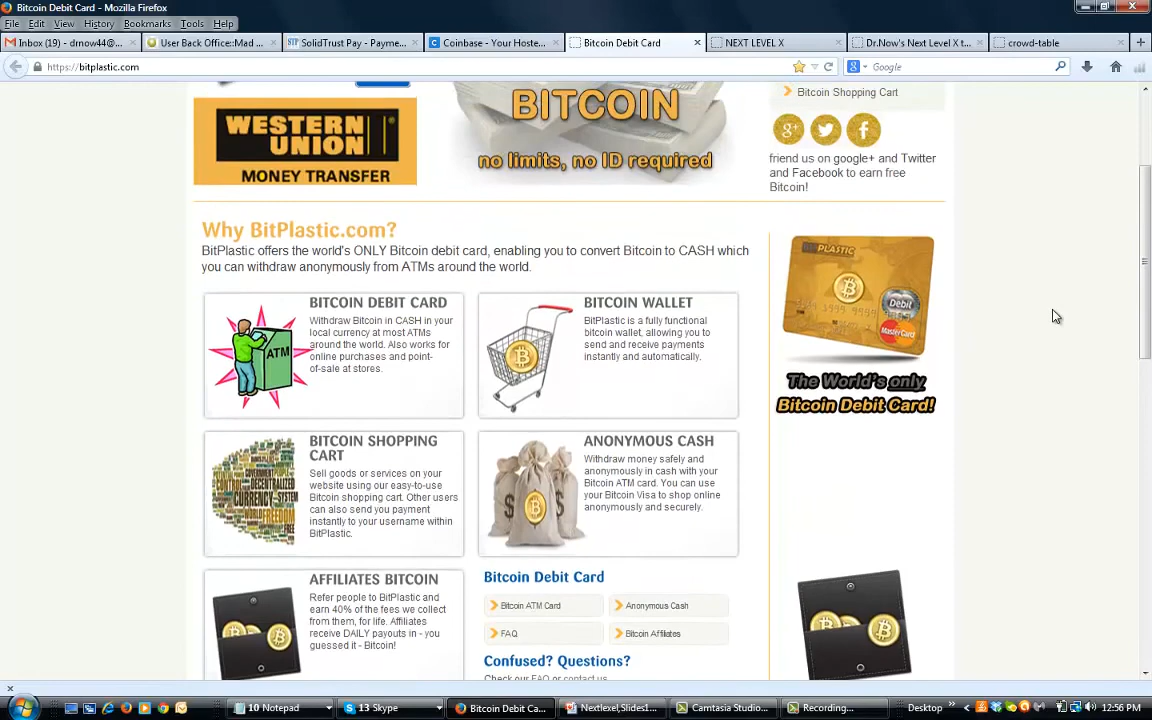 Bitcoin Debit Card - Mozilla Firefox
File Edit View History Bookmarks Tools Help
Inbox (19) - drnow44@...
User Back Office::Mad ...
SolidTrust Pay - Payme...
Coinbase - Your Hoste...
Bitcoin Debit Card
NEXT LEVEL X
Dr.Now's Next Level X t...
crowd-table
https://bitplastic.com
Google
WESTERN
UNION
MONEY TRANSFER
BITCOIN
no limits, no ID required
Bitcoin Shopping Cart
friend us on google+ and Twitter
and Facebook to earn free
Bitcoin!
Why BitPlastic.com?
BitPlastic offers the world's ONLY Bitcoin debit card, enabling you to convert Bitcoin to CASH which
you can withdraw anonymously from ATMs around the world.
ATM
BITCOIN DEBIT CARD
Withdraw Bitcoin in CASH in your
local currency at most ATMs
around the world. Also works for
online purchases and point-
of-sale at stores.
BITCOIN WALLET
BitPlastic is a fully functional
bitcoin wallet, allowing you to
send and receive payments
instantly and automatically.
PLASTIC
Debit
MasterCard
The World's only
Bitcoin Debit Card!
BITCOIN SHOPPING
CART
Sell goods or services on your
website using our easy-to-use
Bitcoin shopping cart. Other users
can also send you payment
instantly to your username within
BitPlastic.
DECENTRALIZED
CURRENCY-SYSTEM
ANONYMOUS CASH
Withdraw money safely and
anonymously in cash with your
Bitcoin ATM card. You can use
your Bitcoin Visa to shop online
anonymously and securely.
AFFILIATES BITCOIN
Refer people to BitPlastic and
earn 40% of the fees we collect
from them, for life. Affiliates
receive DAILY payouts in - you
guessed it - Bitcoin!
Bitcoin Debit Card
Bitcoin ATM Card
Anonymous Cash
FAQ
Bitcoin Affiliates
Confused? Questions?
Check our FAQ or contact us
10 Notepad
13 Skype
Bitcoin Debit Ca...
Nextlexel,Slides1...
Camtasia Studio...
Recording...
Desktop
12:56 PM